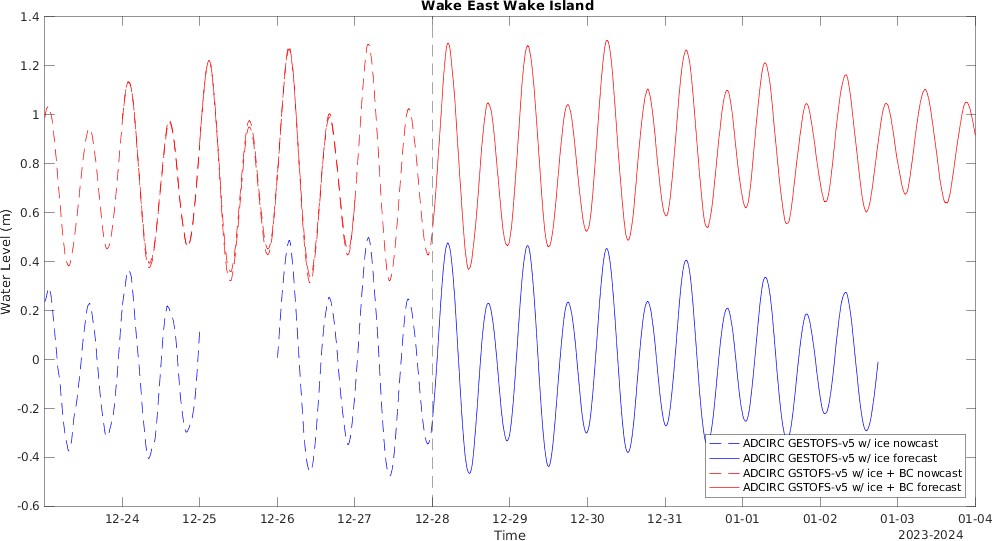 Wake East Wake Island
1.4
1.2
1
0.8
0.6
0.4
0.2
0
-0.2
-0.4
-0.6
Water Level (m)
ADCIRC GESTOFS-v5 w/ ice nowcast
ADCIRC GESTOFS-v5 w/ ice forecast
ADCIRC GSTOFS-v5 w/ ice + BC nowcast
ADCIRC GSTOFS-v5 w/ ice + BC forecast
12-24 12-25 12-26 12-27 12-28 12-29 12-30 12-31 01-01 01-02 01-03 01-04
Time
2023-2024